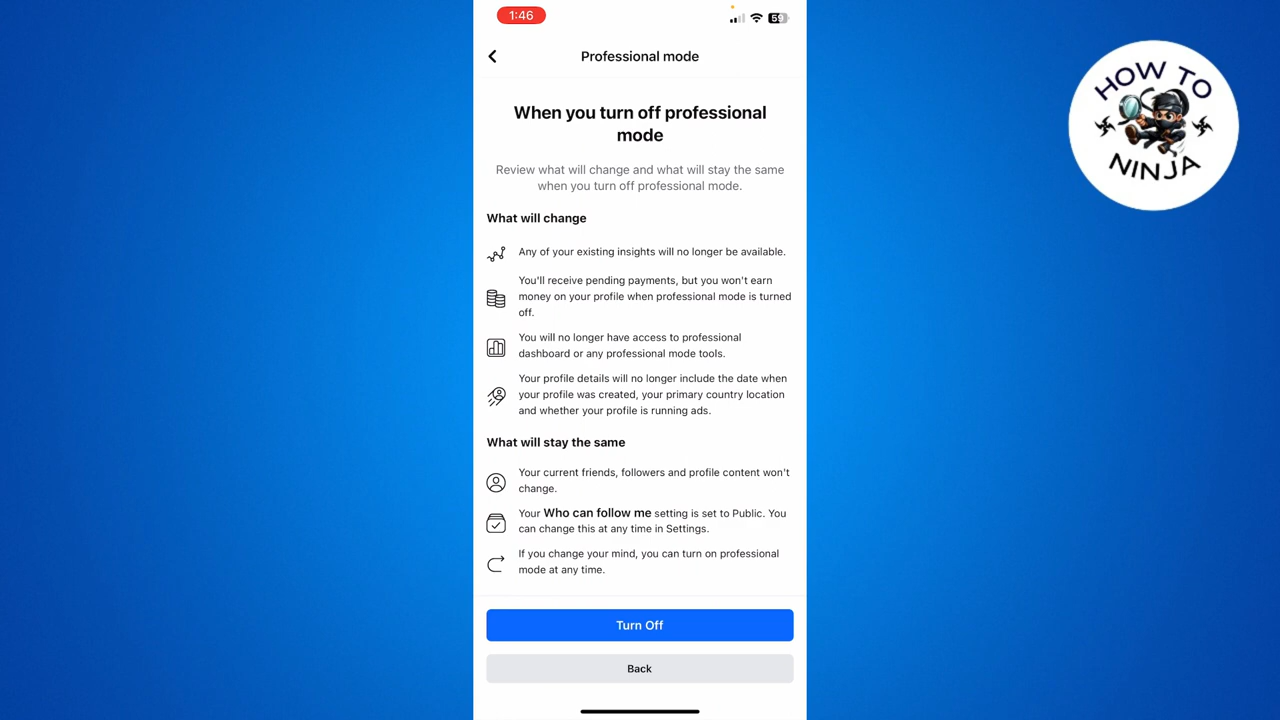 1:46
59
Professional mode
When you turn off professional
mode
Review what will change and what will stay the same
when you turn off professional mode.
What will change
Any of your existing insights will no longer be available.
You'll receive pending payments, but you won't earn
money on your profile when professional mode is turned
off.
You will no longer have access to professional
dashboard or any professional mode tools.
Your profile details will no longer include the date when
your profile was created, your primary country location
and whether your profile is running ads.
What will stay the same
Your current friends, followers and profile content won't
change.
Your Who can follow me setting is set to Public. You
can change this at any time in Settings.
If you change your mind, you can turn on professional
mode at any time.
Turn Off
Back
HOW TO
NINJA